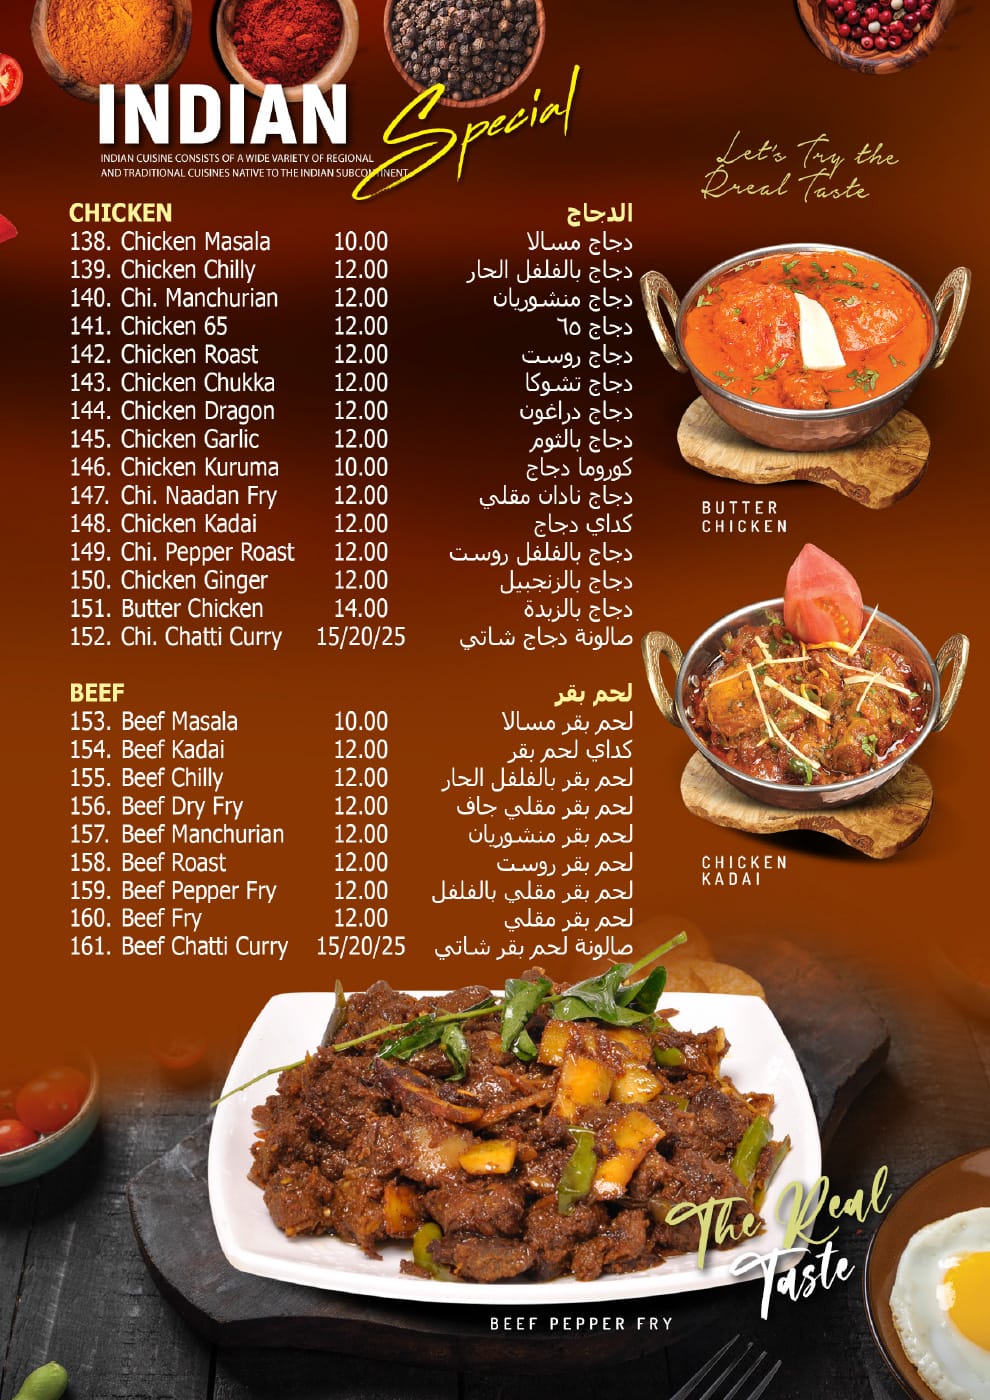 INDIAN Special
INDIAN CUISINE CONSISTS OF A WIDE VARIETY OF REGIONAL
AND TRADITIONAL CUISINES NATIVE TO THE INDIAN SUBCONTINENT
Let's Try the
Rreal Taste
CHICKEN الدجاج
138. Chicken Masala 10.00 دجاج مسالا
139. Chicken Chilly 12.00 دجاج بالفلفل الحار
140. Chi. Manchurian 12.00 دجاج منشوريان
141. Chicken 65 12.00 دجاج ٦٥
142. Chicken Roast 12.00 دجاج روست
143. Chicken Chukka 12.00 دجاج تشوكا
144. Chicken Dragon 12.00 دجاج دراغون
145. Chicken Garlic 12.00 دجاج بالثوم
146. Chicken Kuruma 10.00 كوروما دجاج
147. Chi. Naadan Fry 12.00 دجاج نادان مقلي
148. Chicken Kadai 12.00 كداي دجاج
149. Chi. Pepper Roast 12.00 دجاج بالفلفل روست
150. Chicken Ginger 12.00 دجاج بالزنجبيل
151. Butter Chicken 14.00 دجاج بالزبدة
152. Chi. Chatti Curry 15/20/25 صالونة دجاج شاتي
BUTTER
CHICKEN
BEEF لحم بقر
153. Beef Masala 10.00 لحم بقر مسالا
154. Beef Kadai 12.00 كداي لحم بقر
155. Beef Chilly 12.00 لحم بقر بالفلفل الحار
156. Beef Dry Fry 12.00 لحم بقر مقلي جاف
157. Beef Manchurian 12.00 لحم بقر منشوريان
158. Beef Roast 12.00 لحم بقر روست
159. Beef Pepper Fry 12.00 لحم بقر مقلي بالفلفل
160. Beef Fry 12.00 لحم بقر مقلي
161. Beef Chatti Curry 15/20/25 صالونة لحم بقر شاتي
CHICKEN
KADAI
The Real
Taste
BEEF PEPPER FRY